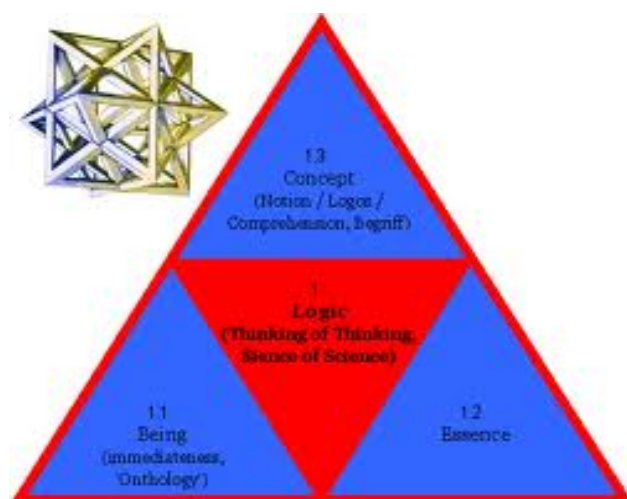 1.3
Concept
(Notion / Logos /
Comprehension, Begriff)
1
Logic
(Thinking of Thinking,
Sience of Science)
1.1
Being
(immediateness,
'Onthology')
1.2
Essence